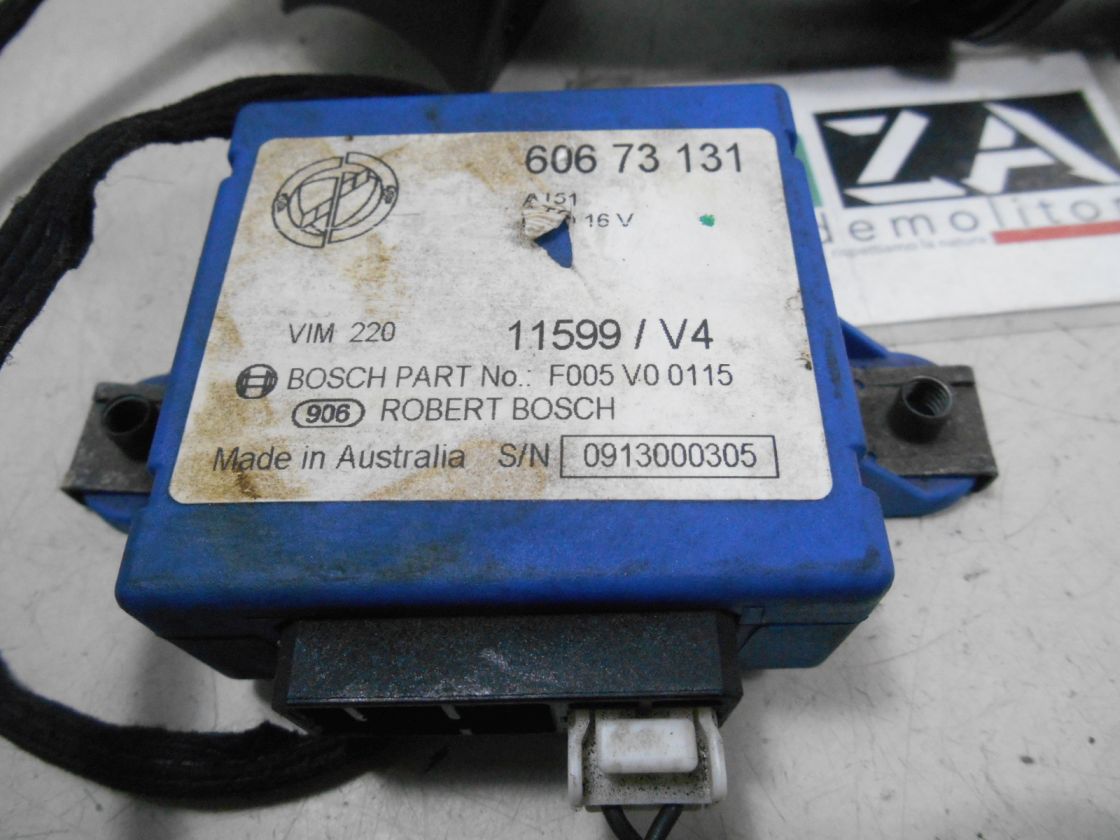 606 73 131
16 V
VIM 220
11599 / V4
BOSCH PART No.: F005 V0 0115
906 ROBERT BOSCH
Made in Australia S/N 0913000305
ZA